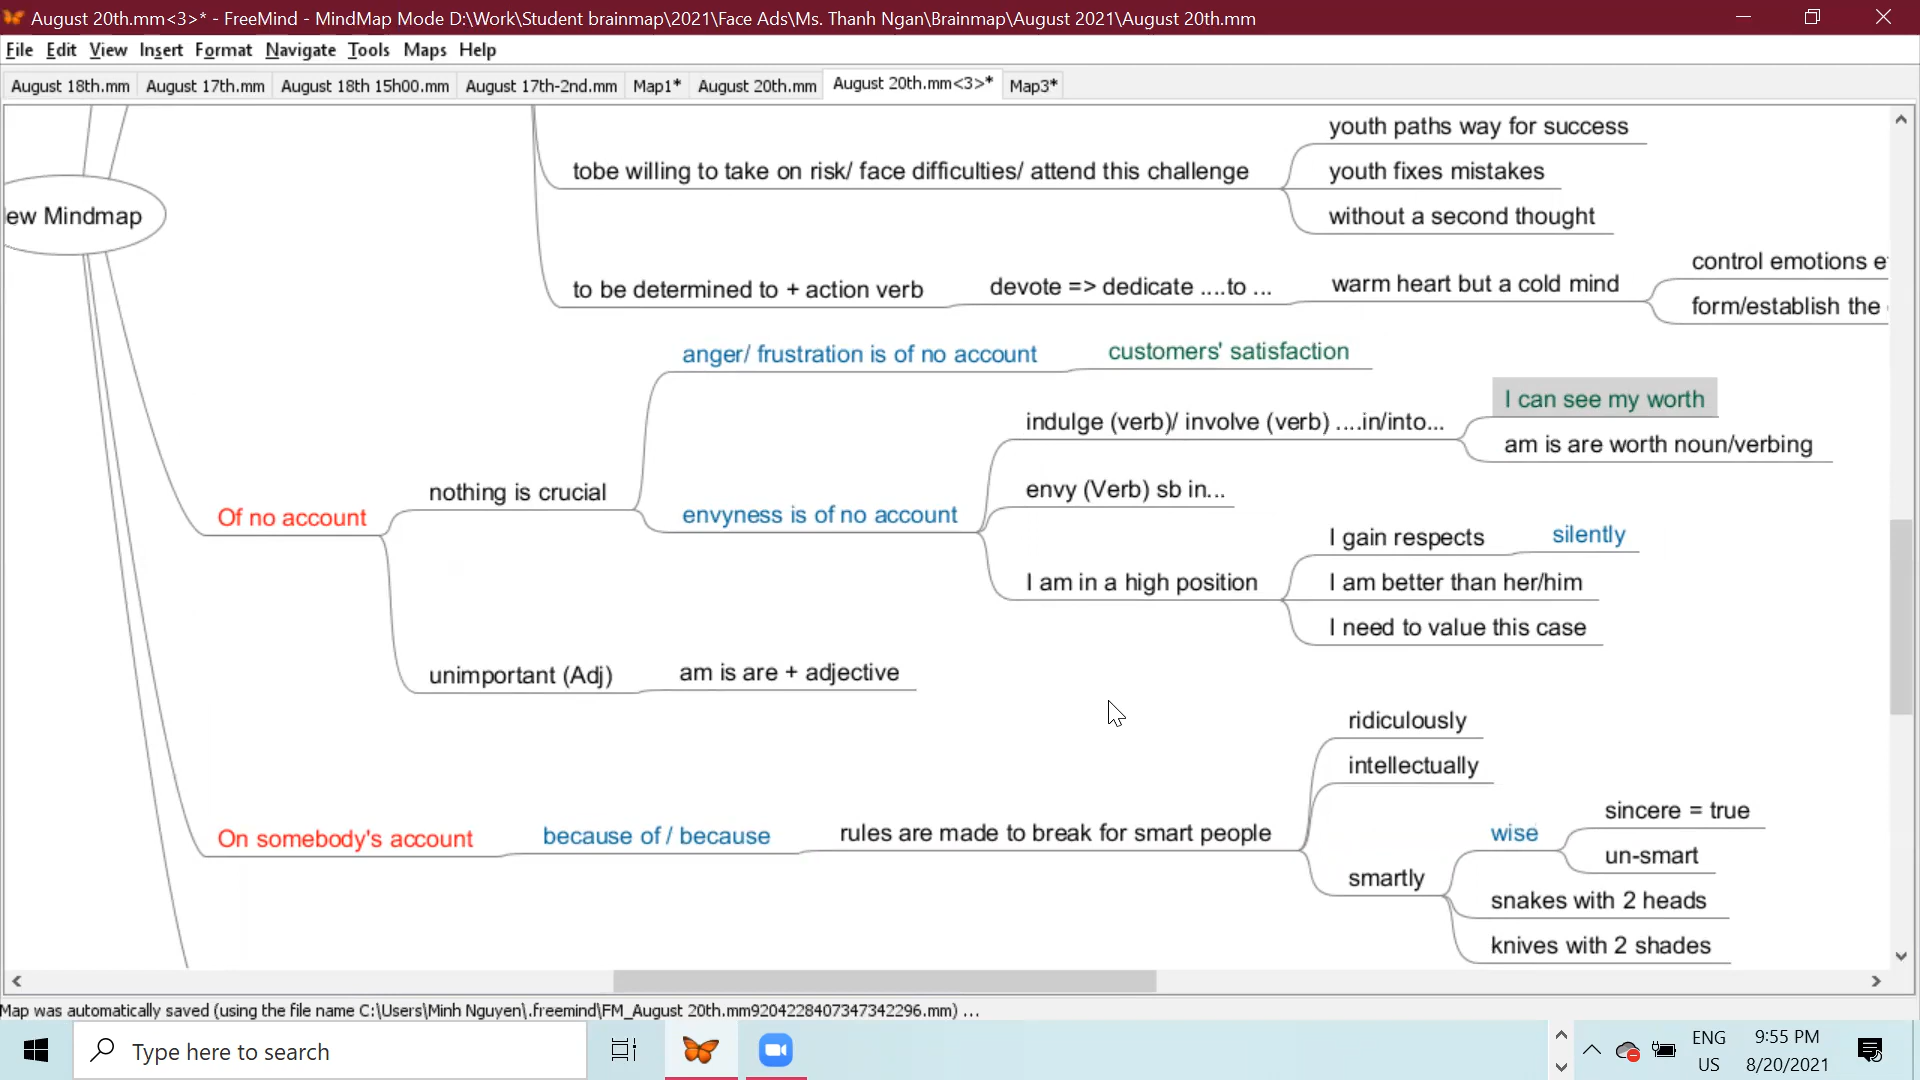 August 20th.mm<3>* - FreeMind - MindMap Mode D:\Work\Student brainmap\2021\Face Ads\Ms. Thanh Ngan\Brainmap\August 2021\August 20th.mm
File Edit View Insert Format Navigate Tools Maps Help
August 18th.mm August 17th.mm August 18th 15h00.mm August 17th-2nd.mm Map1* August 20th.mm August 20th.mm<3>* Map3*
youth paths way for success
tobe willing to take on risk/ face difficulties/ attend this challenge
youth fixes mistakes
without a second thought
ew Mindmap
control emotions e
to be determined to + action verb
devote => dedicate ....to ...
warm heart but a cold mind
form/establish the
anger/ frustration is of no account
customers' satisfaction
I can see my worth
indulge (verb)/ involve (verb) ....in/into...
am is are worth noun/verbing
nothing is crucial
envy (Verb) sb in...
Of no account
envyness is of no account
I gain respects
silently
I am in a high position
I am better than her/him
I need to value this case
unimportant (Adj)
am is are + adjective
ridiculously
intellectually
On somebody's account
because of / because
rules are made to break for smart people
wise
sincere = true
un-smart
smartly
snakes with 2 heads
knives with 2 shades
Map was automatically saved (using the file name C:\Users\Minh Nguyen\.freemind\FM_August 20th.mm9204228407347342296.mm) ...
Type here to search
ENG
US
9:55 PM
8/20/2021